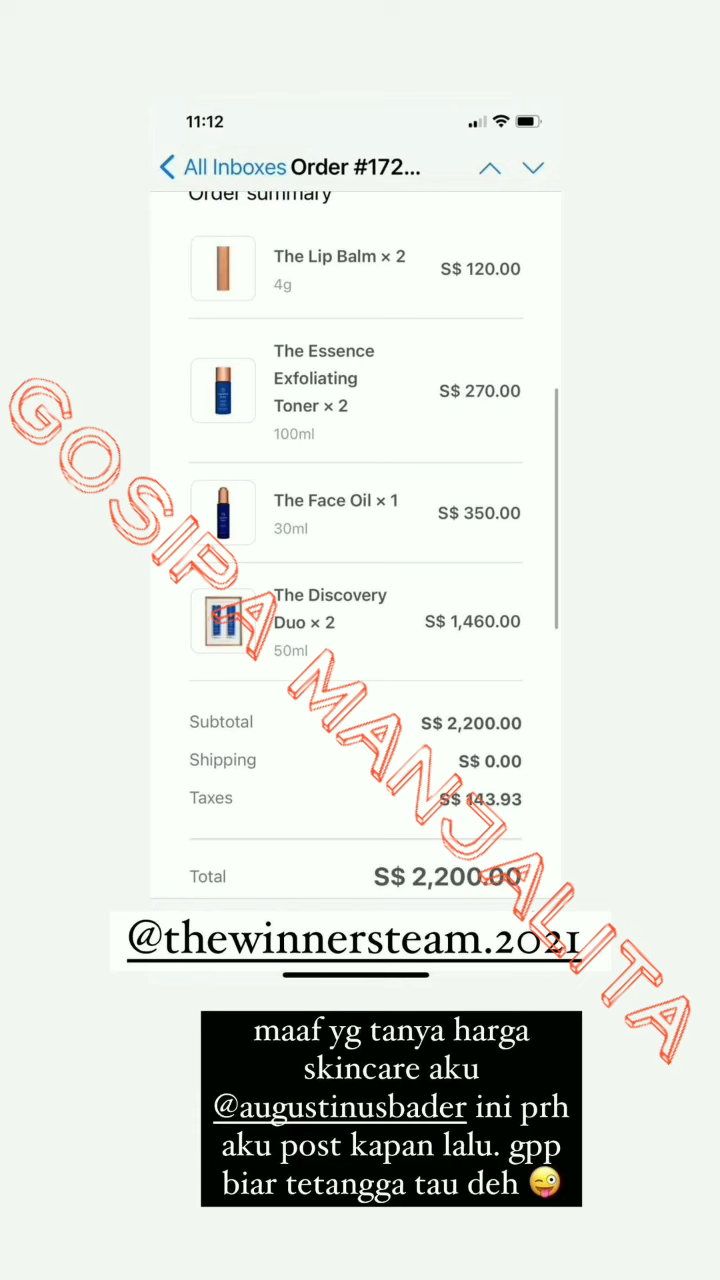 11:12
All Inboxes Order #172...
Order summary
The Lip Balm × 2
4g
S$ 120.00
The Essence
Exfoliating
Toner × 2
100ml
S$ 270.00
The Face Oil × 1
30ml
S$ 350.00
The Discovery
Duo × 2
50ml
S$ 1,460.00
Subtotal S$ 2,200.00
Shipping S$ 0.00
Taxes S$ 143.93
Total S$ 2,200.00
GOSIPA MANJALITA
@thewinnersteam.2021
maaf yg tanya harga
skincare aku
@augustinusbader ini prh
aku post kapan lalu. gpp
biar tetangga tau deh 😜